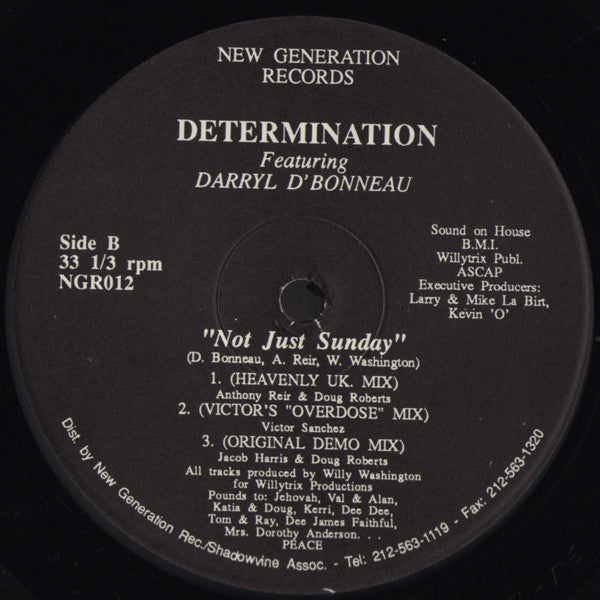 NEW GENERATION
RECORDS
DETERMINATION
Featuring
DARRYL D'BONNEAU
Side B
33 1/3 rpm
NGR012
Sound on House
B.M.I.
Willytrix Publ.
ASCAP
Executive Producers:
Larry & Mike La Birt,
Kevin 'O'
"Not Just Sunday"
(D. Bonneau, A. Reir, W. Washington)
1. (HEAVENLY UK. MIX)
Anthony Reir & Doug Roberts
2. (VICTOR'S "OVERDOSE" MIX)
Victor Sanchez
3. (ORIGINAL DEMO MIX)
Jacob Harris & Doug Roberts
All tracks produced by Willy Washington
for Willytrix Productions
Pounds to: Jehovah, Val & Alan,
Katia & Doug, Kerri, Dee Dee,
Tom & Ray, Dee James Faithful,
Mrs. Dorothy Anderson. . .
PEACE
Dist. by New Generation Rec./Shadowvine Assoc. - Tel: 212-563-1119 - Fax: 212-563-1320